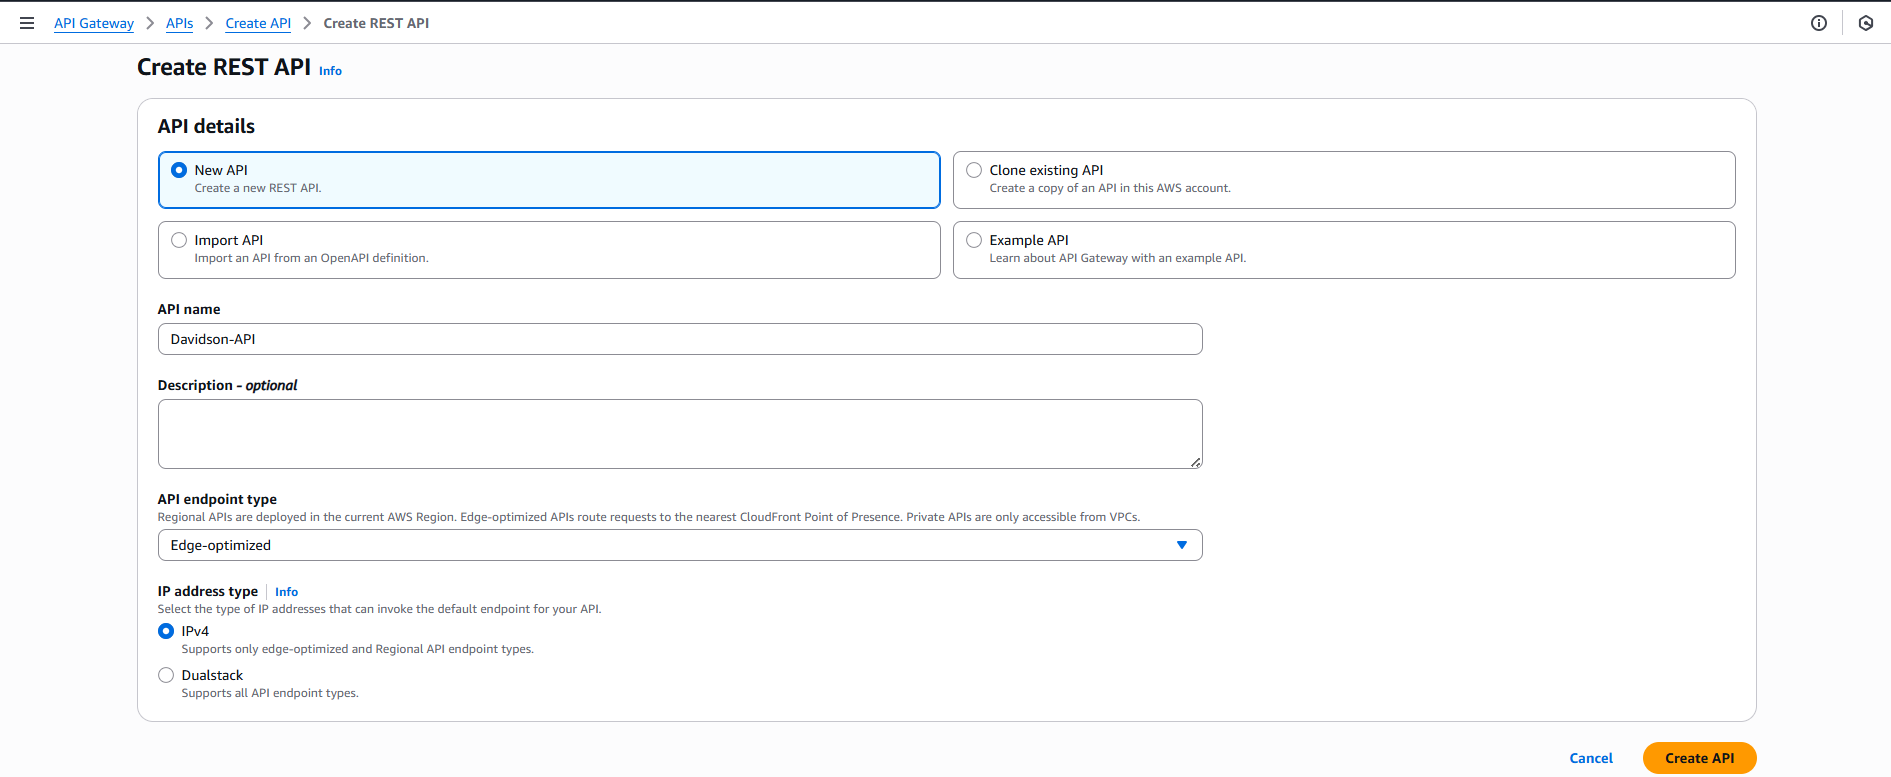 API Gateway > APIs > Create API > Create REST API
Create REST API Info
API details
New API
Create a new REST API.
Clone existing API
Create a copy of an API in this AWS account.
Import API
Import an API from an OpenAPI definition.
Example API
Learn about API Gateway with an example API.
API name
Davidson-API
Description - optional
API endpoint type
Regional APIs are deployed in the current AWS Region. Edge-optimized APIs route requests to the nearest CloudFront Point of Presence. Private APIs are only accessible from VPCs.
Edge-optimized
IP address type Info
Select the type of IP addresses that can invoke the default endpoint for your API.
IPv4
Supports only edge-optimized and Regional API endpoint types.
Dualstack
Supports all API endpoint types.
Cancel Create API